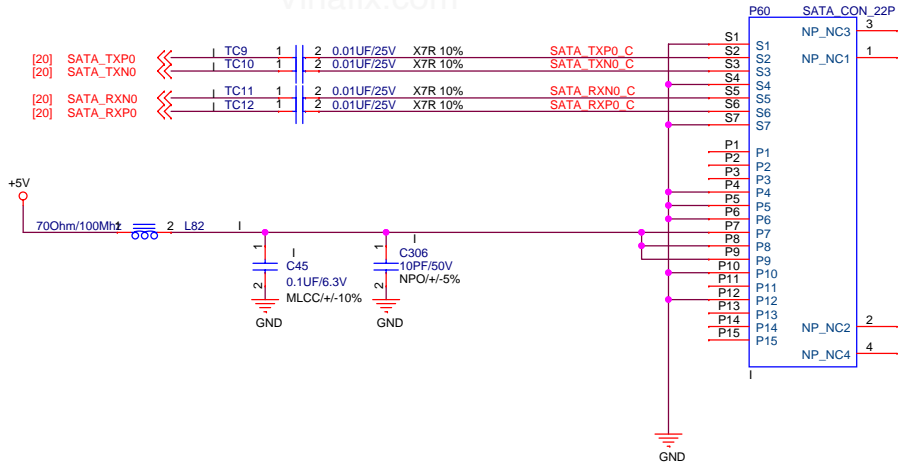 vinafix.com
P60 SATA_CON_22P
[20] SATA_TXP0 I TC9 1 2 0.01UF/25V X7R 10% SATA_TXP0_C S1 S1 NP_NC3 3
[20] SATA_TXN0 I TC10 1 2 0.01UF/25V X7R 10% SATA_TXN0_C S2 S2 NP_NC1 1
S3 S3
S4 S4
[20] SATA_RXN0 I TC11 1 2 0.01UF/25V X7R 10% SATA_RXN0_C S5 S5
[20] SATA_RXP0 I TC12 1 2 0.01UF/25V X7R 10% SATA_RXP0_C S6 S6
S7 S7
P1 P1
P2 P2
P3 P3
+5V P4 P4
P5 P5
P6 P6
70Ohm/100Mhz 1 2 L82 I I P7 P7
P8 P8
1 I 1 C306 P9 P9
C45 10PF/50V P10 P10
2 0.1UF/6.3V 2 NPO/+/-5% P11 P11
MLCC/+/-10% P12 P12
P13 P13
GND GND P14 P14 NP_NC2 2
P15 P15
NP_NC4 4
I
GND